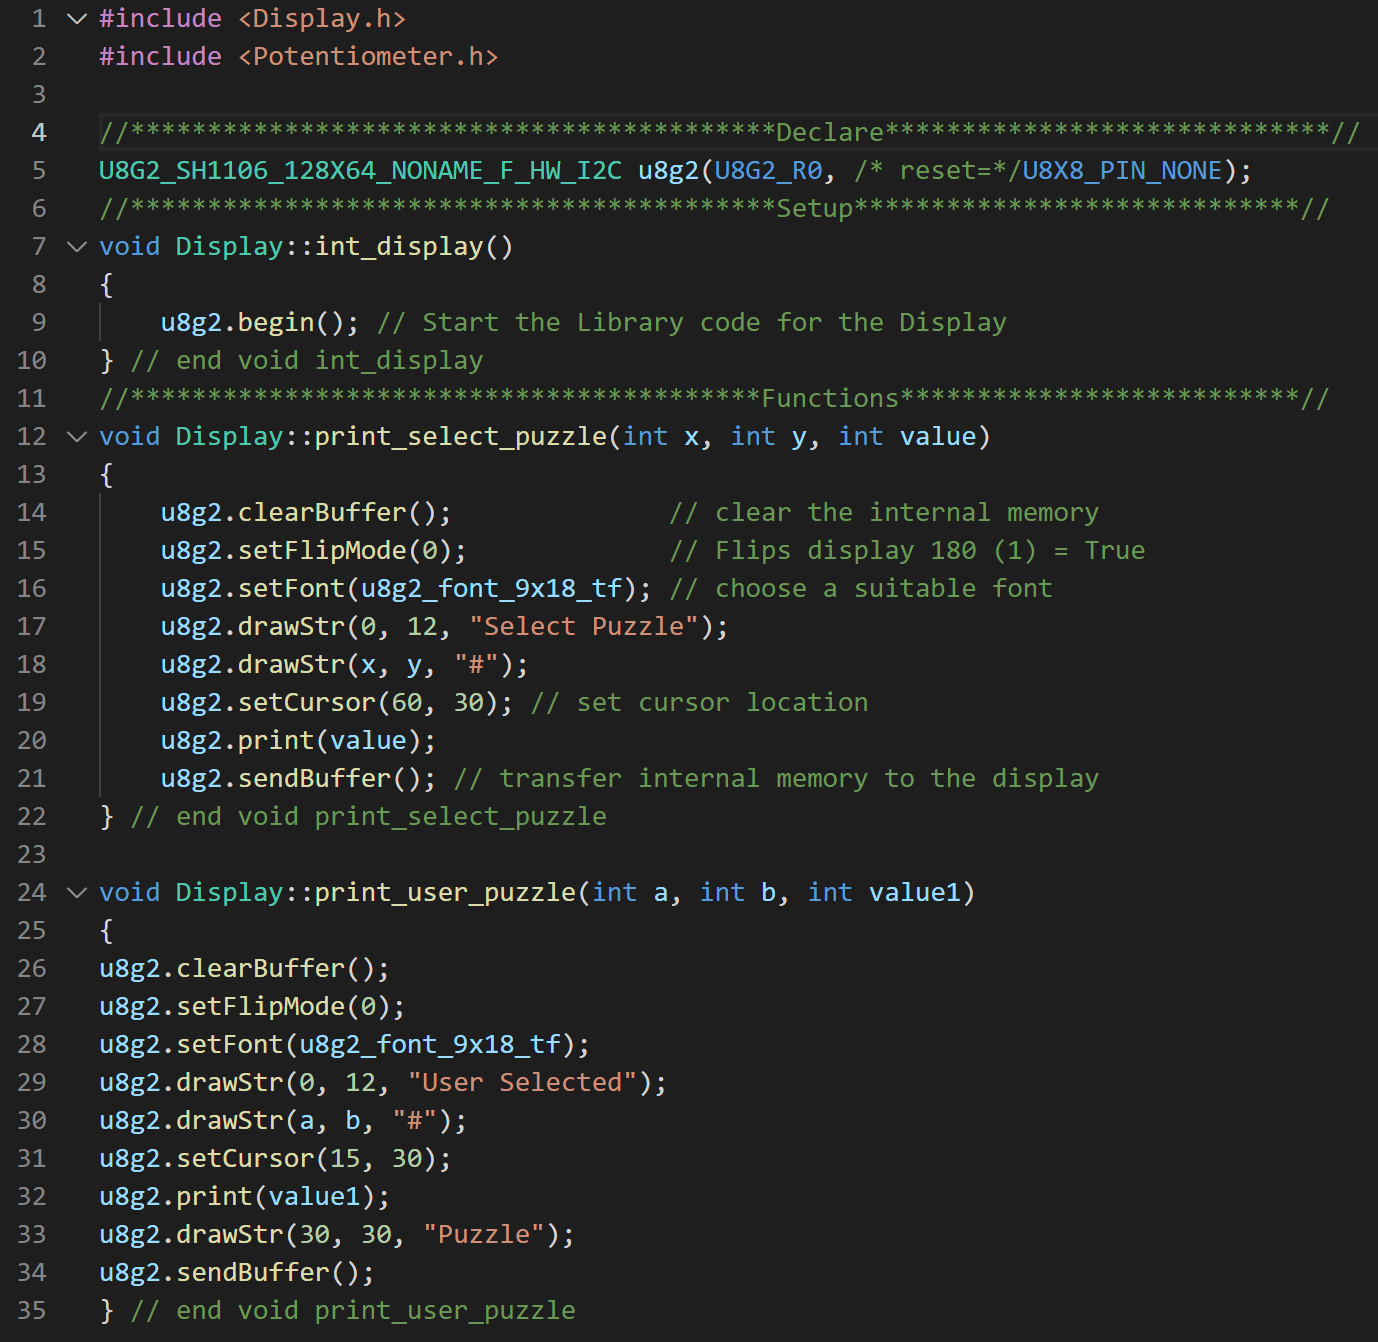 1 #include <Display.h>
2 #include <Potentiometer.h>
3
4 //******************************************Declare*****************************//
5 U8G2_SH1106_128X64_NONAME_F_HW_I2C u8g2(U8G2_R0, /* reset=*/U8X8_PIN_NONE);
6 //******************************************Setup*****************************//
7 void Display::int_display()
8 {
9     u8g2.begin(); // Start the Library code for the Display
10 } // end void int_display
11 //*****************************************Functions**************************//
12 void Display::print_select_puzzle(int x, int y, int value)
13 {
14     u8g2.clearBuffer();              // clear the internal memory
15     u8g2.setFlipMode(0);             // Flips display 180 (1) = True
16     u8g2.setFont(u8g2_font_9x18_tf); // choose a suitable font
17     u8g2.drawStr(0, 12, "Select Puzzle");
18     u8g2.drawStr(x, y, "#");
19     u8g2.setCursor(60, 30); // set cursor location
20     u8g2.print(value);
21     u8g2.sendBuffer(); // transfer internal memory to the display
22 } // end void print_select_puzzle
23
24 void Display::print_user_puzzle(int a, int b, int value1)
25 {
26 u8g2.clearBuffer();
27 u8g2.setFlipMode(0);
28 u8g2.setFont(u8g2_font_9x18_tf);
29 u8g2.drawStr(0, 12, "User Selected");
30 u8g2.drawStr(a, b, "#");
31 u8g2.setCursor(15, 30);
32 u8g2.print(value1);
33 u8g2.drawStr(30, 30, "Puzzle");
34 u8g2.sendBuffer();
35 } // end void print_user_puzzle